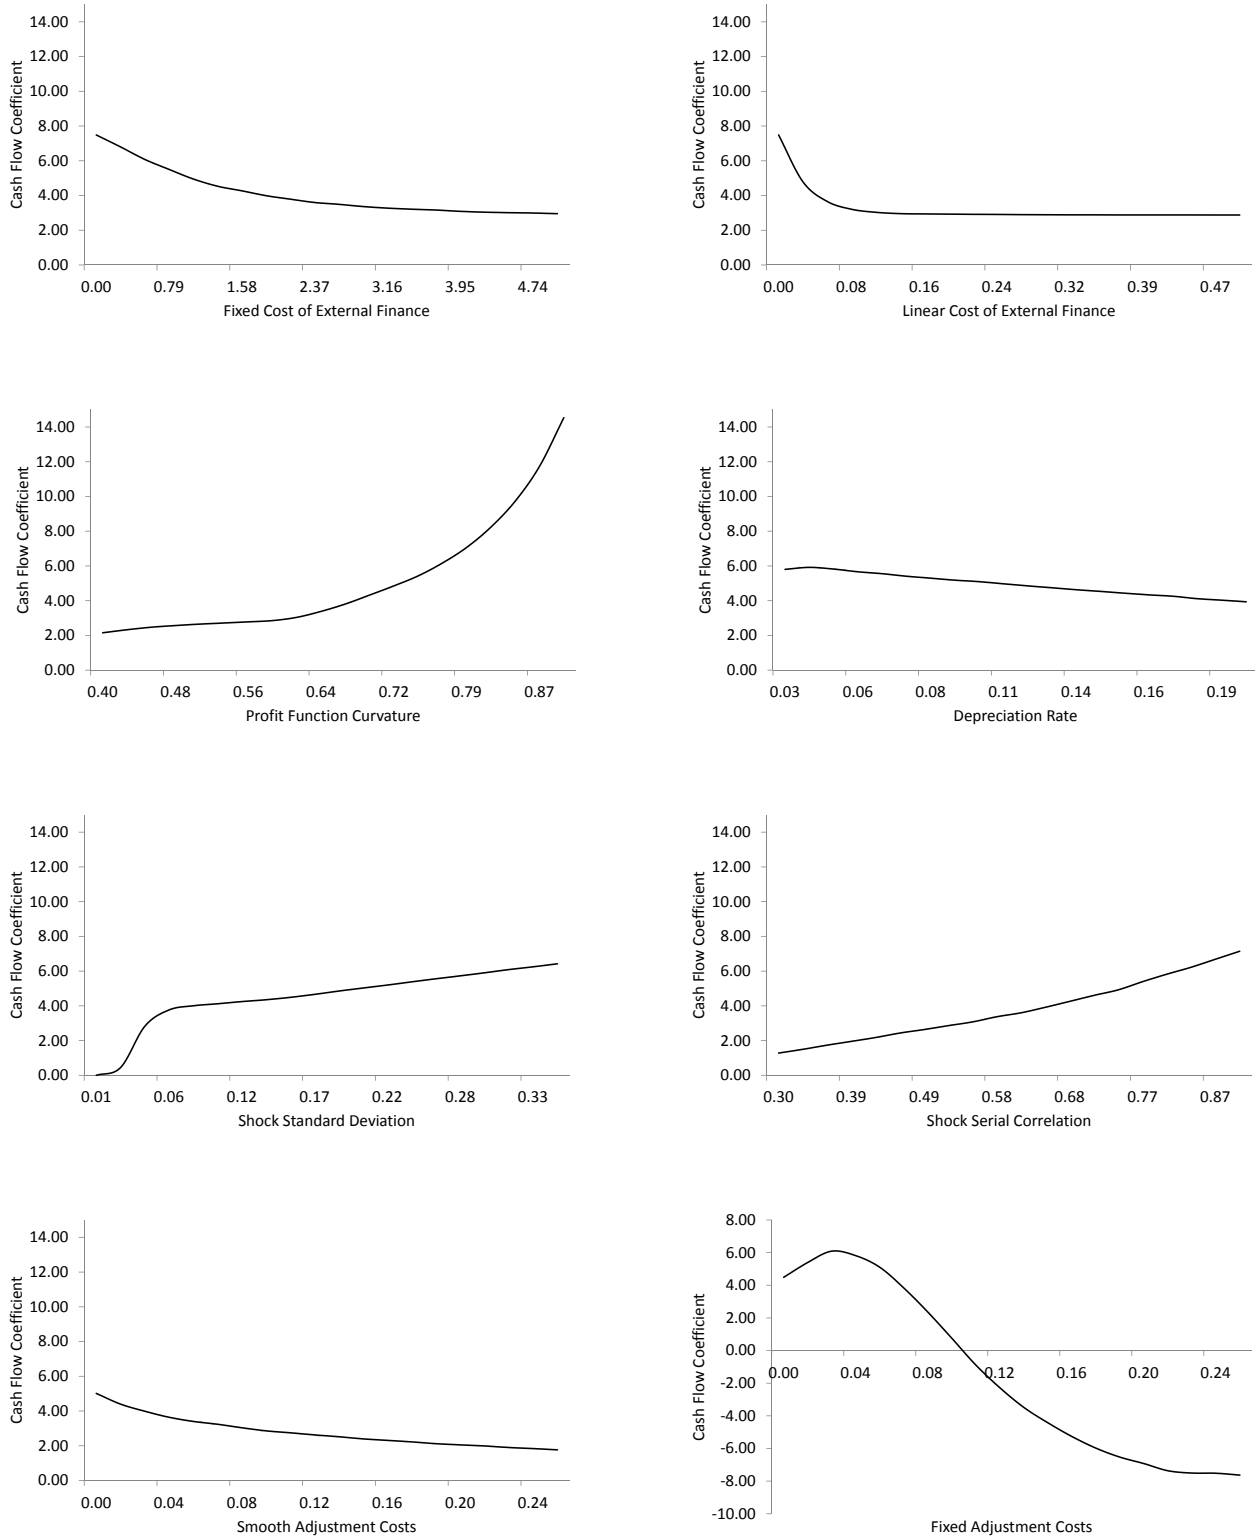 Cash Flow Coefficient
14.00
12.00
10.00
8.00
6.00
4.00
2.00
0.00
0.00 0.79 1.58 2.37 3.16 3.95 4.74
Fixed Cost of External Finance
Cash Flow Coefficient
14.00
12.00
10.00
8.00
6.00
4.00
2.00
0.00
0.00 0.08 0.16 0.24 0.32 0.39 0.47
Linear Cost of External Finance
Cash Flow Coefficient
14.00
12.00
10.00
8.00
6.00
4.00
2.00
0.00
0.40 0.48 0.56 0.64 0.72 0.79 0.87
Profit Function Curvature
Cash Flow Coefficient
14.00
12.00
10.00
8.00
6.00
4.00
2.00
0.00
0.03 0.06 0.08 0.11 0.14 0.16 0.19
Depreciation Rate
Cash Flow Coefficient
14.00
12.00
10.00
8.00
6.00
4.00
2.00
0.00
0.01 0.06 0.12 0.17 0.22 0.28 0.33
Shock Standard Deviation
Cash Flow Coefficient
14.00
12.00
10.00
8.00
6.00
4.00
2.00
0.00
0.30 0.39 0.49 0.58 0.68 0.77 0.87
Shock Serial Correlation
Cash Flow Coefficient
14.00
12.00
10.00
8.00
6.00
4.00
2.00
0.00
0.00 0.04 0.08 0.12 0.16 0.20 0.24
Smooth Adjustment Costs
Cash Flow Coefficient
8.00
6.00
4.00
2.00
0.00
0.00 0.04 0.08 0.12 0.16 0.20 0.24
-2.00
-4.00
-6.00
-8.00
-10.00
Fixed Adjustment Costs